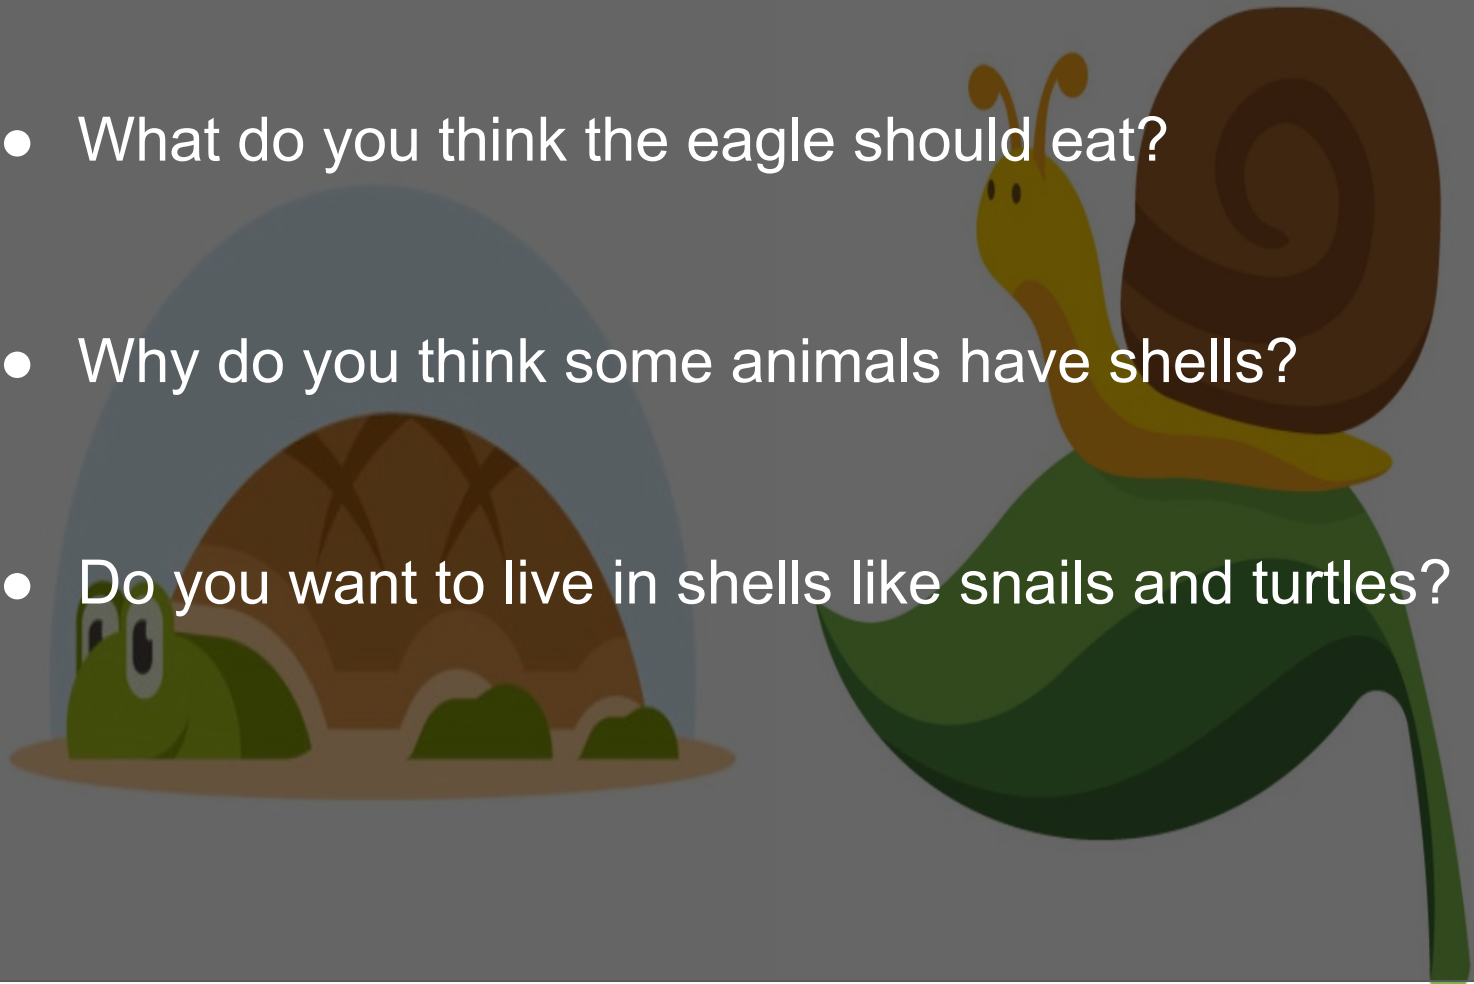 ● What do you think the eagle should eat?
● Why do you think some animals have shells?
● Do you want to live in shells like snails and turtles?